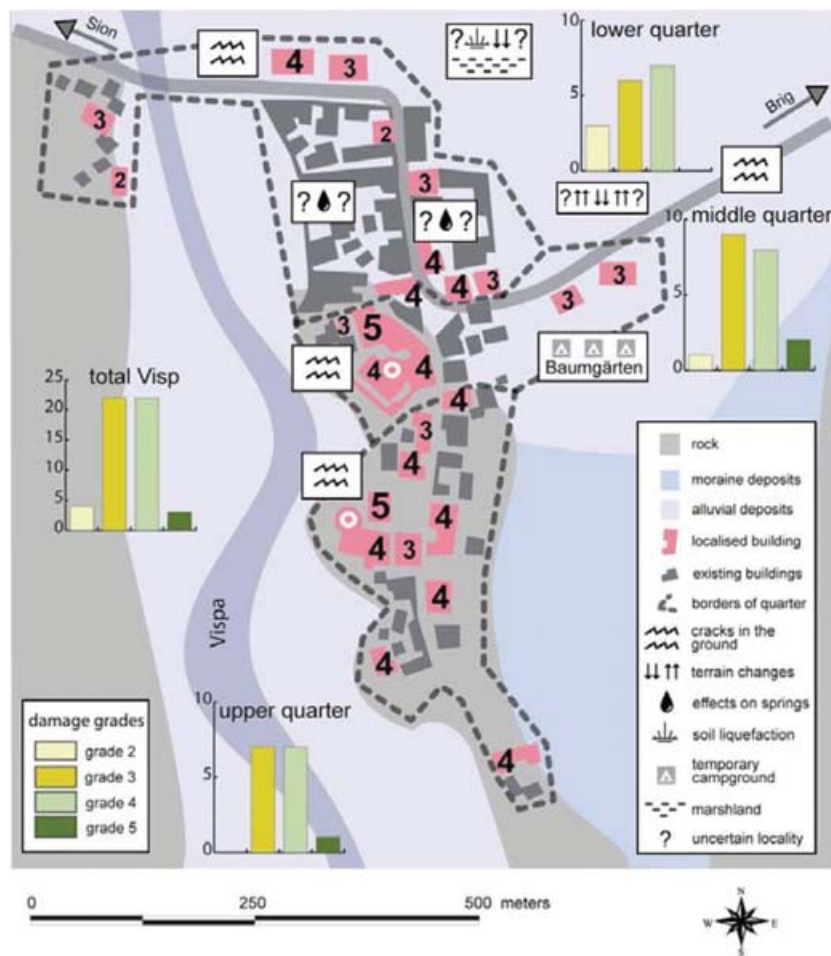 Sion
4
3
? ↓↓↑ ?
10
lower quarter
5
0
Brig
3
2
2
? ?
3
? ?
? ↑↑ ↓↓ ↑↑ ?
10
middle quarter
5
0
4
4
4
3
3
3
3
5
4
4
Baumgärten
total Visp
25
20
15
10
5
0
4
3
4
5
4
4
3
4
4
4
Vispa
rock
moraine deposits
alluvial deposits
localised building
existing buildings
borders of quarter
cracks in the
ground
↓↓ ↑↑ terrain changes
effects on springs
soil liquefaction
temporary
campground
marshland
? uncertain locality
damage grades
grade 2
grade 3
grade 4
grade 5
10
upper quarter
5
0
0 250 500 meters
N
W E
S